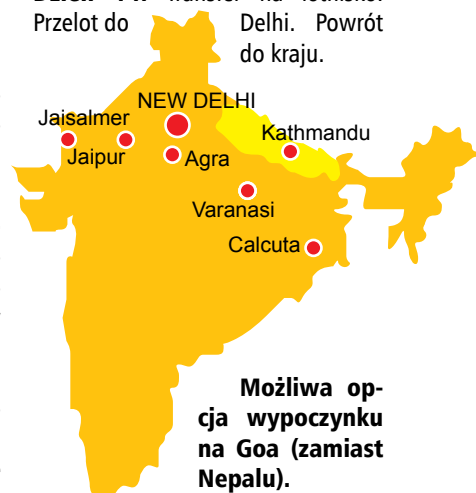 Przelot do Delhi. Powrót
do kraju.
NEW DELHI
Jaisalmer
Kathmandu
Jaipur
Agra
Varanasi
Calcuta
Możliwa op-
cja wypoczynku
na Goa (zamiast
Nepalu).